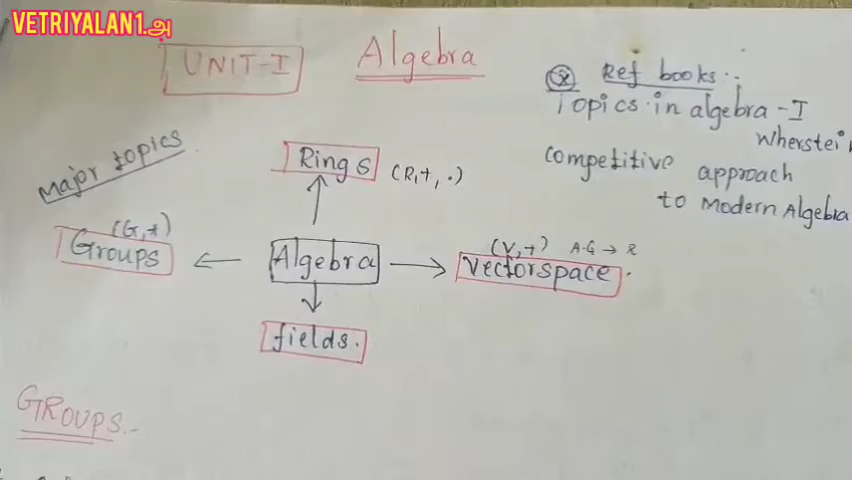 VETRIYALAN1.அ
UNIT-I
Algebra
Ref books:-
Topics in algebra-I
Wherstein
competitive approach
to Modern Algebra
Major topics
Rings (R,+, .)
(G,*)
Groups
Algebra
(V,+) A.G →
Vectorspace.
fields.
GROUPS:-